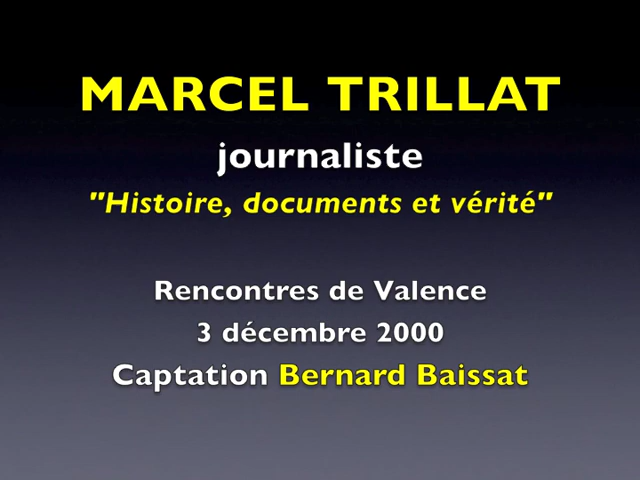 MARCEL TRILLAT
journaliste
"Histoire, documents et vérité"
Rencontres de Valence
3 décembre 2000
Captation Bernard Baissat